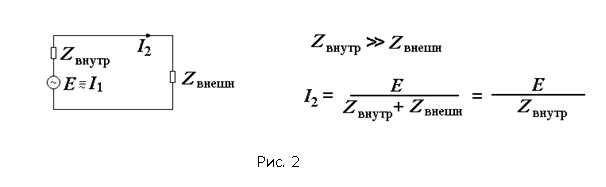 Z внутр
I2
E ≡ I1
~
Z внешн
Z внутр ≫ Z внешн
I2 = E / (Z внутр + Z внешн) = E / Z внутр
Рис. 2